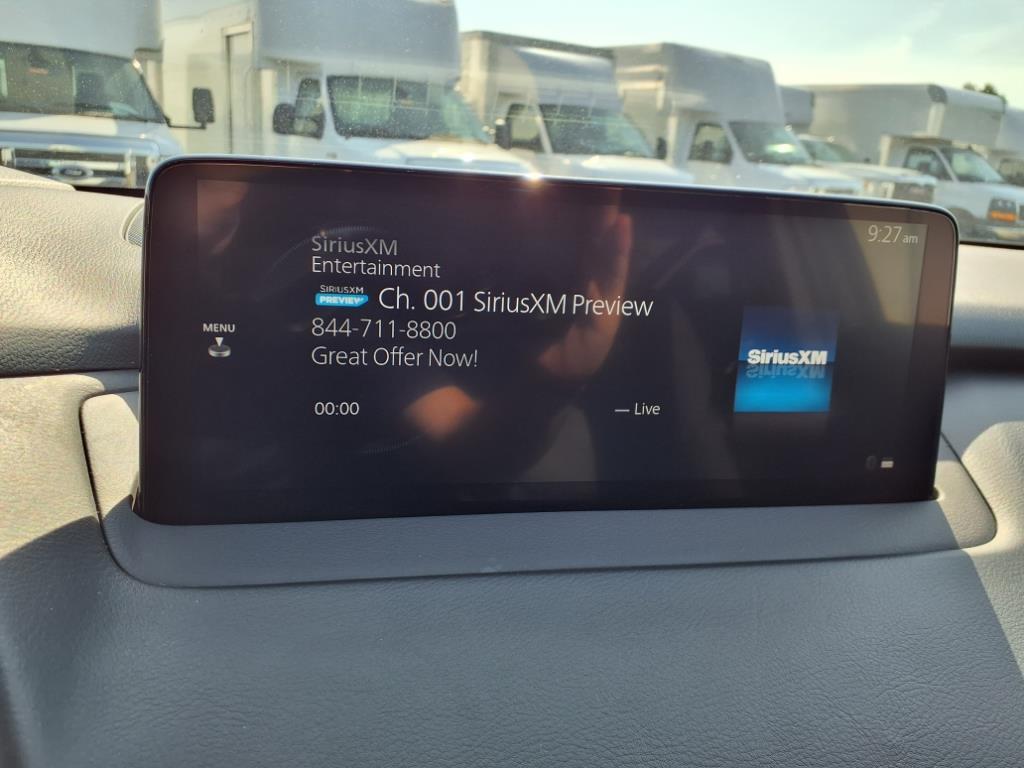 9:27 am
SiriusXM
Entertainment
SIRIUSXM
PREVIEW
Ch. 001 SiriusXM Preview
MENU
844-711-8800
Great Offer Now!
SiriusXM
00:00
Live